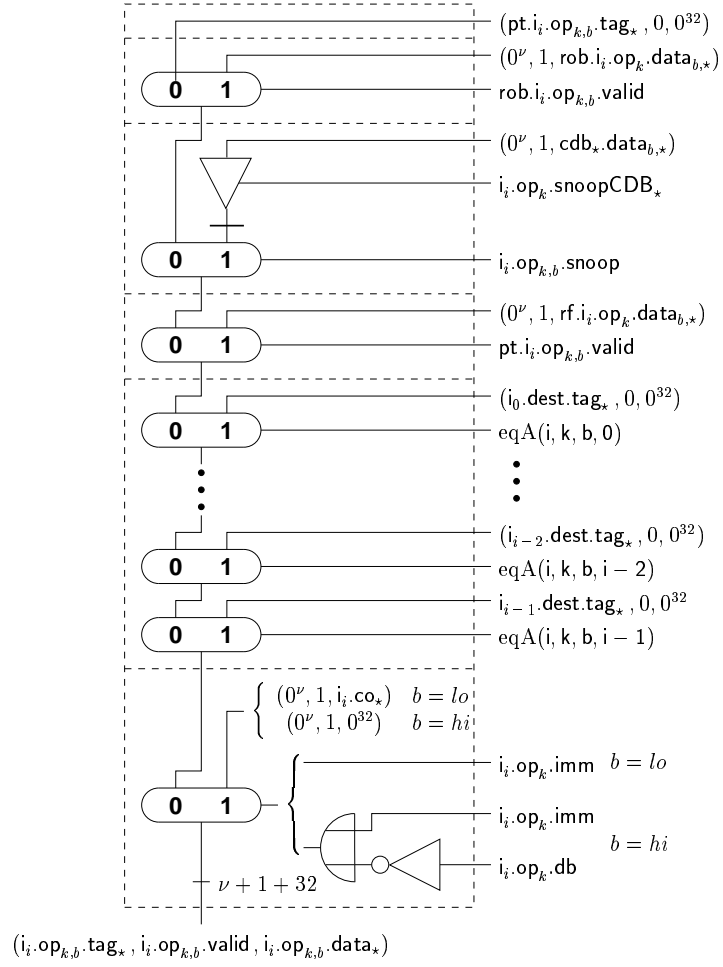 (pt.i_i.op_{k,b}.tag_⋆, 0, 0^{32})
(0^ν, 1, rob.i_i.op_k.data_{b,⋆})
0 1 rob.i_i.op_{k,b}.valid
(0^ν, 1, cdb_⋆.data_{b,⋆})
i_i.op_k.snoopCDB_⋆
0 1 i_i.op_{k,b}.snoop
(0^ν, 1, rf.i_i.op_k.data_{b,⋆})
0 1 pt.i_i.op_{k,b}.valid
(i_0.dest.tag_⋆, 0, 0^{32})
0 1 eqA(i, k, b, 0)
(i_{i−2}.dest.tag_⋆, 0, 0^{32})
0 1 eqA(i, k, b, i − 2)
i_{i−1}.dest.tag_⋆, 0, 0^{32}
0 1 eqA(i, k, b, i − 1)
(0^ν, 1, i_i.co_⋆) b = lo
(0^ν, 1, 0^{32}) b = hi
i_i.op_k.imm b = lo
0 1
i_i.op_k.imm
b = hi
i_i.op_k.db
ν + 1 + 32
(i_i.op_{k,b}.tag_⋆, i_i.op_{k,b}.valid, i_i.op_{k,b}.data_⋆)